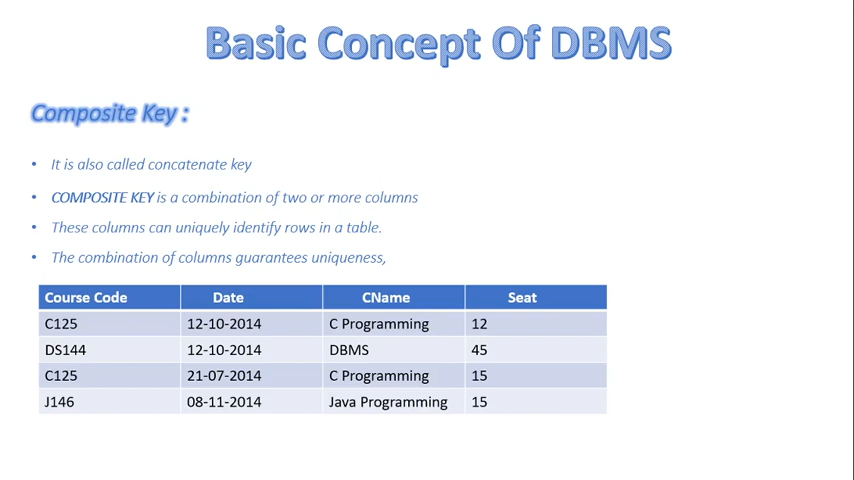 Basic Concept Of DBMS
Composite Key :
• It is also called concatenate key
• COMPOSITE KEY is a combination of two or more columns
• These columns can uniquely identify rows in a table.
• The combination of columns guarantees uniqueness,
Course Code Date CName Seat
C125 12-10-2014 C Programming 12
DS144 12-10-2014 DBMS 45
C125 21-07-2014 C Programming 15
J146 08-11-2014 Java Programming 15